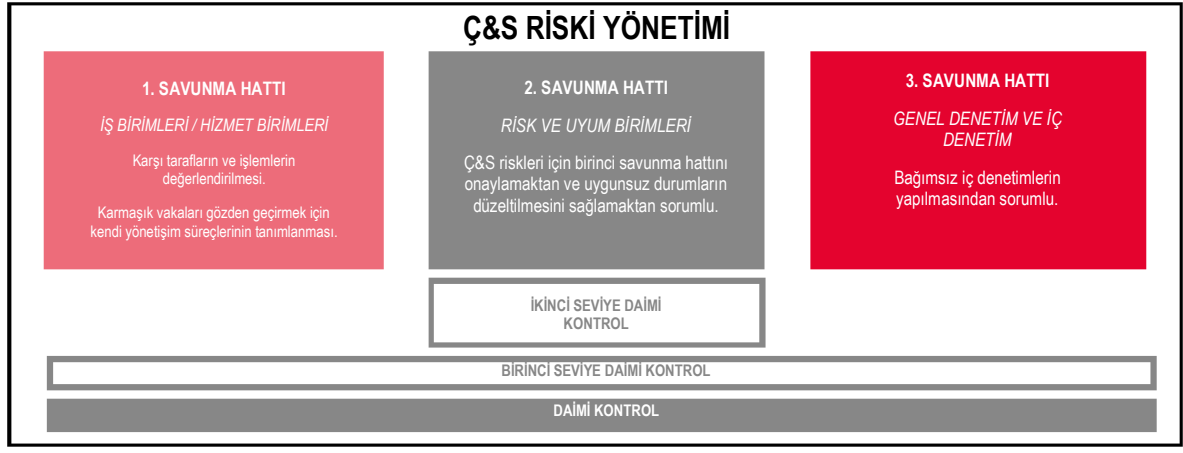 Ç&S RİSKİ YÖNETİMİ
1. SAVUNMA HATTI
İŞ BİRİMLERİ / HİZMET BİRİMLERİ
Karşı tarafların ve işlemlerin
değerlendirilmesi.
Karmaşık vakaları gözden geçirmek için
kendi yönetişim süreçlerinin tanımlanması.
2. SAVUNMA HATTI
RİSK VE UYUM BİRİMLERİ
Ç&S riskleri için birinci savunma hattını
onaylamaktan ve uygunsuz durumların
düzeltilmesini sağlamaktan sorumlu.
3. SAVUNMA HATTI
GENEL DENETİM VE İÇ
DENETİM
Bağımsız iç denetimlerin
yapılmasından sorumlu.
İKİNCİ SEVİYE DAİMİ
KONTROL
BİRİNCİ SEVİYE DAİMİ KONTROL
DAİMİ KONTROL